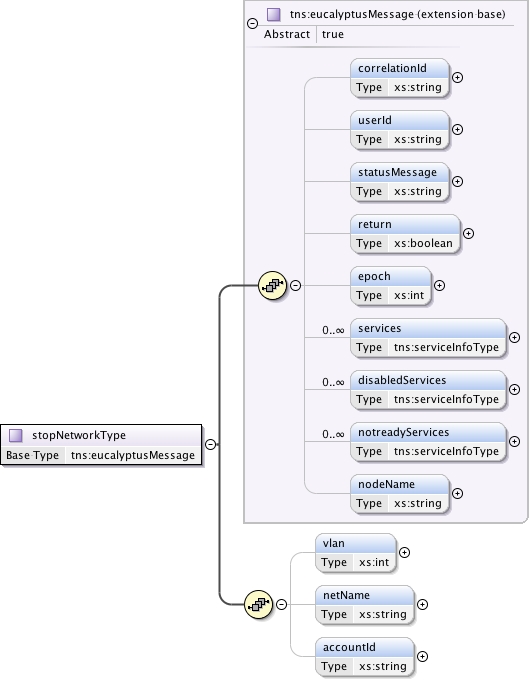 tns:eucalyptusMessage (extension base)
Abstract true
correlationId
Type xs:string
userId
Type xs:string
statusMessage
Type xs:string
return
Type xs:boolean
epoch
Type xs:int
0..∞ services
Type tns:serviceInfoType
0..∞ disabledServices
Type tns:serviceInfoType
0..∞ notreadyServices
Type tns:serviceInfoType
nodeName
Type xs:string
stopNetworkType
Base Type tns:eucalyptusMessage
vlan
Type xs:int
netName
Type xs:string
accountId
Type xs:string